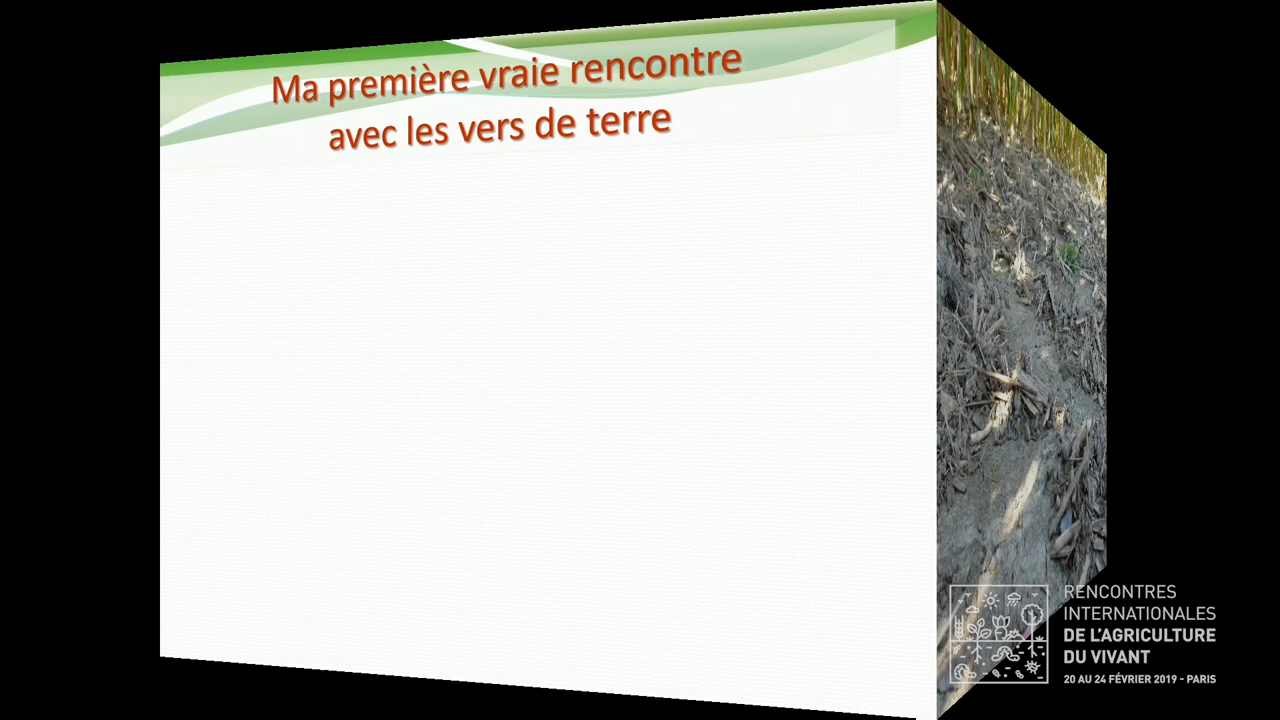 Ma première vraie rencontre
avec les vers de terre
RENCONTRES
INTERNATIONALES
DE L'AGRICULTURE
DU VIVANT
20 AU 24 FÉVRIER 2019 - PARIS